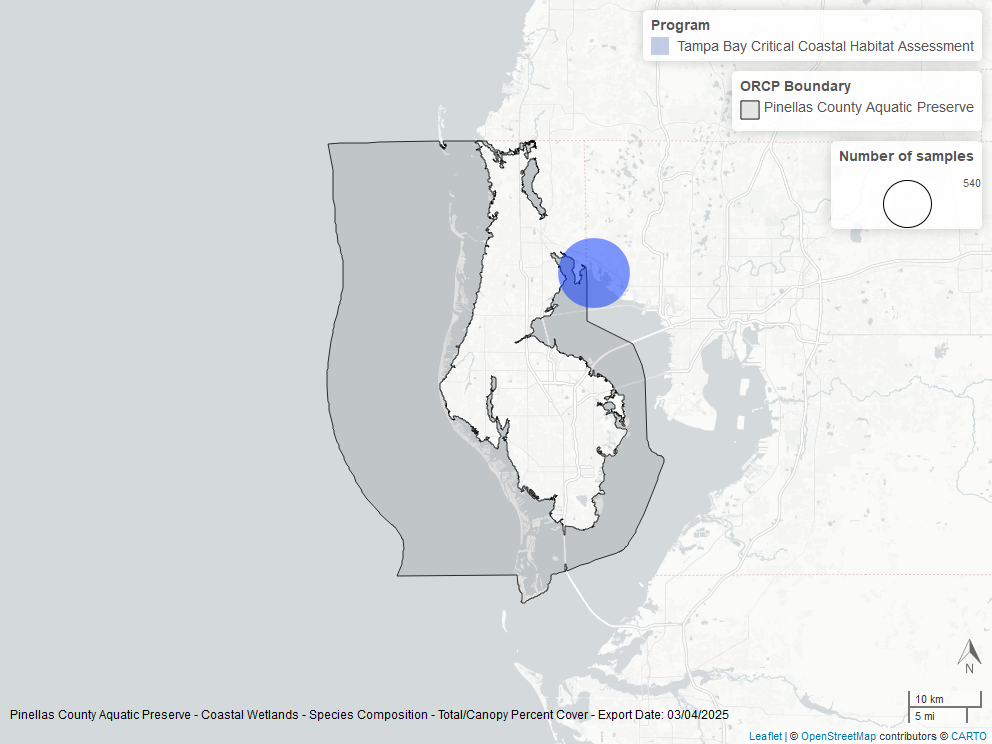 Program
Tampa Bay Critical Coastal Habitat Assessment
ORCP Boundary
Pinellas County Aquatic Preserve
Number of samples
540
N
10 km
5 mi
Pinellas County Aquatic Preserve - Coastal Wetlands - Species Composition - Total/Canopy Percent Cover - Export Date: 03/04/2025
Leaflet | © OpenStreetMap contributors © CARTO